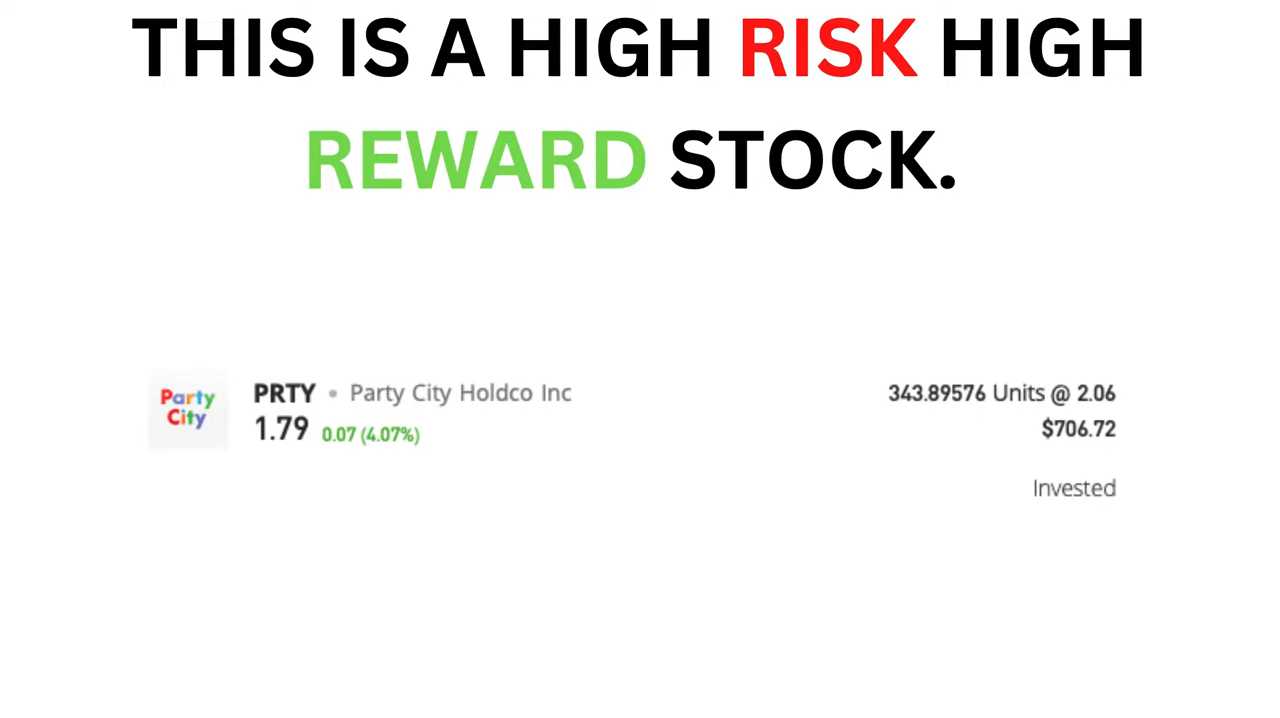 THIS IS A HIGH RISK HIGH
REWARD STOCK.
Party
City
PRTY • Party City Holdco Inc
1.79 0.07 (4.07%)
343.89576 Units @ 2.06
$706.72
Invested